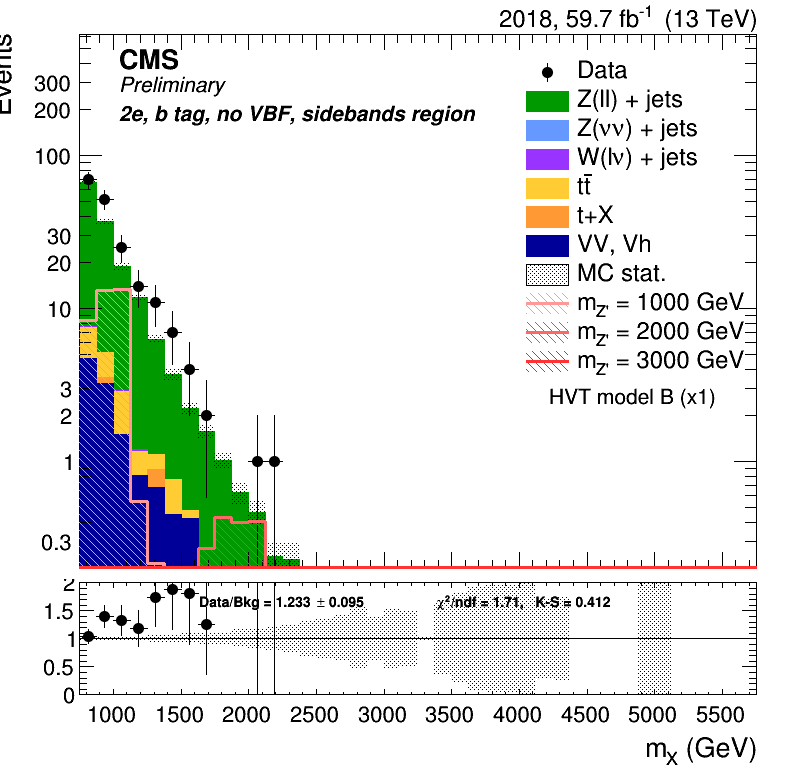 2018, 59.7 fb⁻¹ (13 TeV)
Events
CMS
Preliminary
2e, b tag, no VBF, sidebands region
Data
Z(ll) + jets
Z(νν) + jets
W(lν) + jets
tt̄
t+X
VV, Vh
MC stat.
m_Z' = 1000 GeV
m_Z' = 2000 GeV
m_Z' = 3000 GeV
HVT model B (x1)
300
200
100
30
20
10
3
2
1
0.3
2
1.5
1
0.5
0
Data/Bkg = 1.233 ± 0.095
χ²/ndf = 1.71, K-S = 0.412
1000 1500 2000 2500 3000 3500 4000 4500 5000 5500
m_X (GeV)